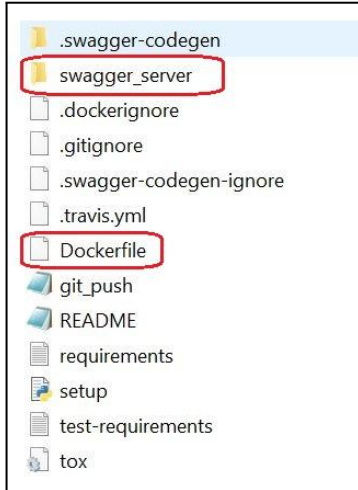 .swagger-codegen
swagger_server
.dockerignore
.gitignore
.swagger-codegen-ignore
.travis.yml
Dockerfile
git_push
README
requirements
setup
test-requirements
tox